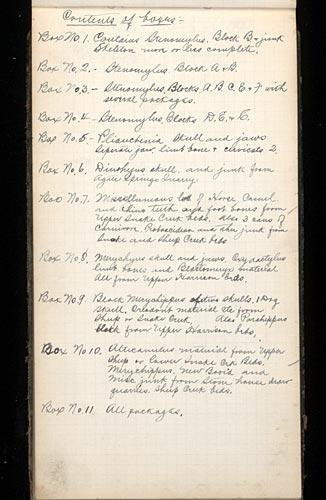 Contents of boxes:-
Box No. 1. Contains Stenomylus, Block B & junk
Skeleton more or less complete.
Box No. 2. - Stenomylus Block A & G.
Box No. 3 - Stenomylus, Blocks A. B. C. E. & F with
several packages.
Box No. 4 - Stenomylus, Blocks D. E. &
Box No. 5 - Pliauchenia Skull and jaws
Seperate jaw, limb bone & cervicals 2
Box No. 6. Dinohyus skull, and junk from
Agate Springs Quarry.
Box No. 7. Miscellaneous lot of Horse Camel
and rhino teeth and foot bones from
Upper Snake Creek beds, also 3 cans of
Carnivora, Proboscidean and other junk from
Snake and Sheep Creek beds
Box No. 8. Merychyus skull and jaws. Oxydactylus
limb bones, and Blastomeryx material
All from Upper Harrison beds.
Box No 9. Block Merychippus skulls, 1 Dog
skull, Oreodont material etc from
Sheep or Snake Creek. Also, Parahippus
block from Upper Harrison beds.
Box No 10. Alticamelus material from Upper
Sheep or Lower Snake Crk Beds,
Merychippus, New Bovid and
Misc junk from Stone house draw
quarries. Sheep Creek beds.
Box No. 11. All packages.